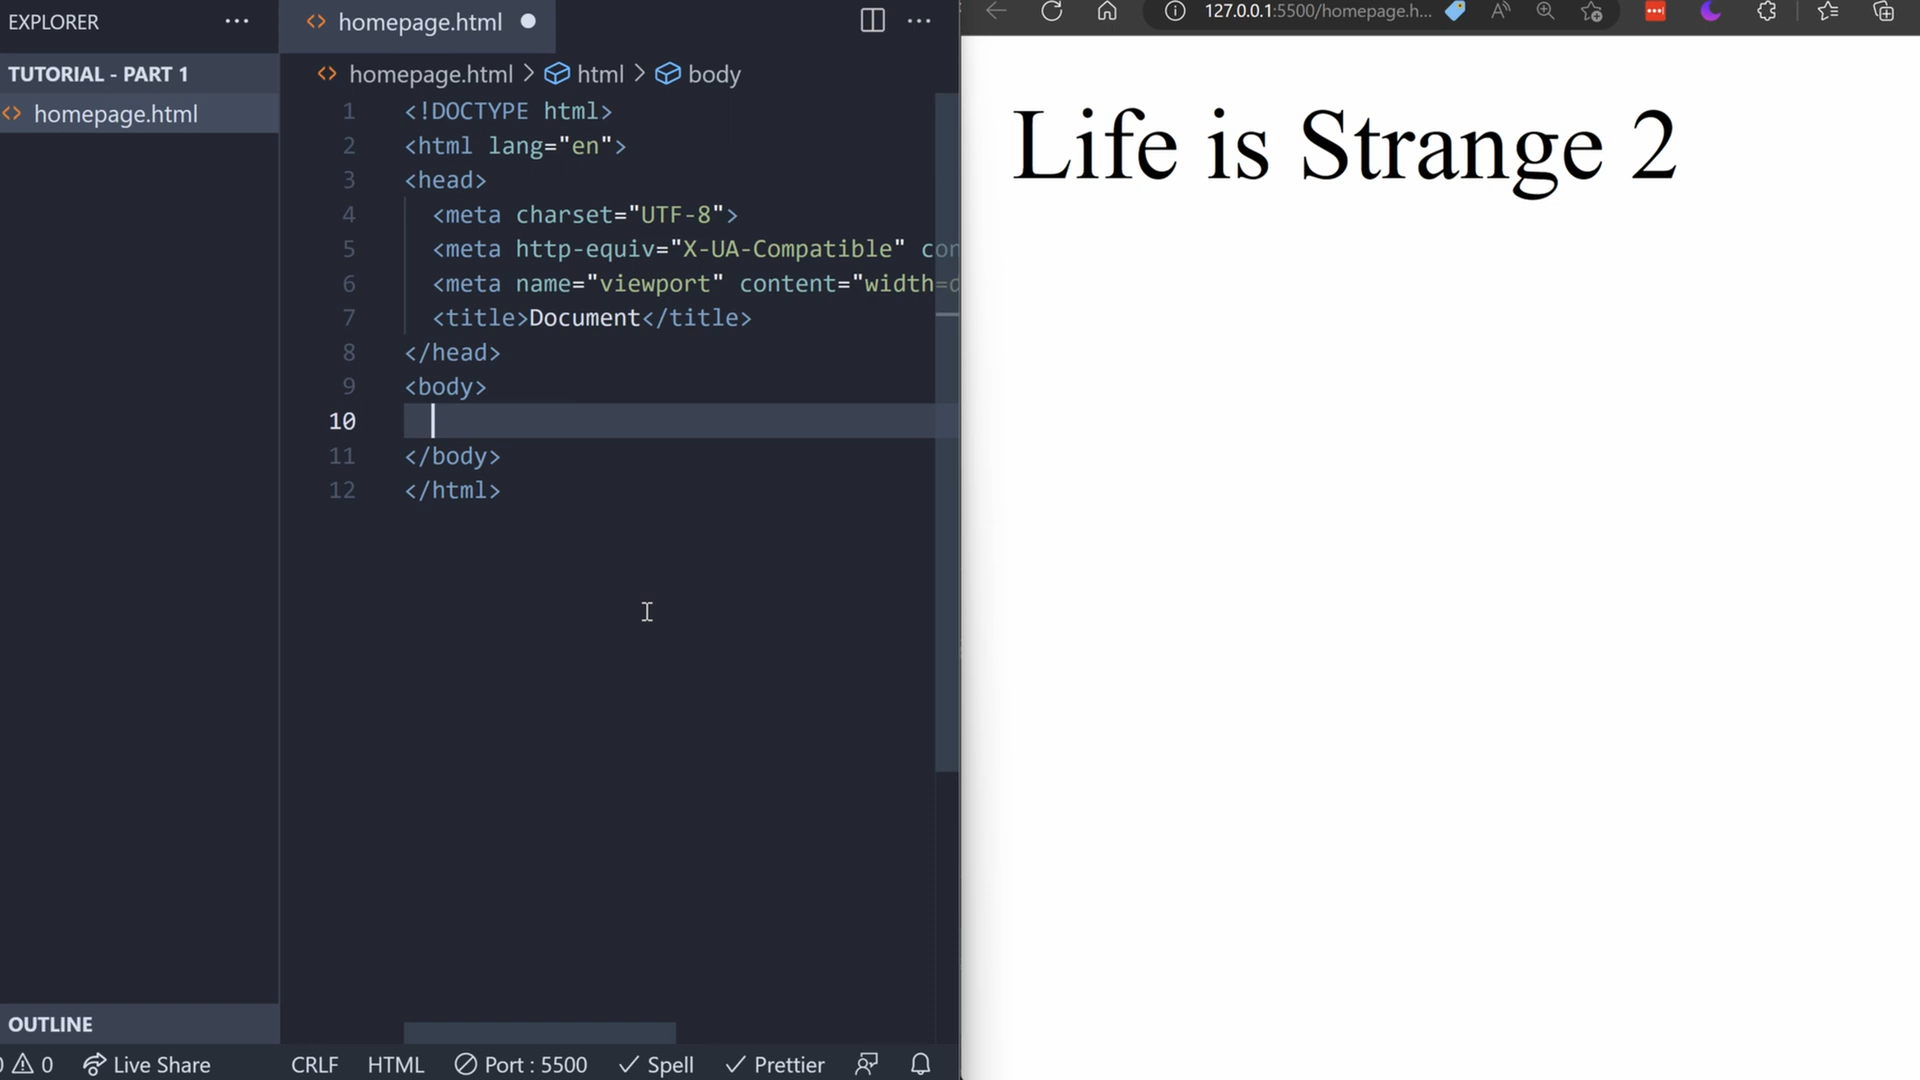 EXPLORER
TUTORIAL - PART 1
homepage.html
OUTLINE
homepage.html
homepage.html > html > body
1 <!DOCTYPE html>
2 <html lang="en">
3 <head>
4 <meta charset="UTF-8">
5 <meta http-equiv="X-UA-Compatible" con
6 <meta name="viewport" content="width=d
7 <title>Document</title>
8 </head>
9 <body>
10
11 </body>
12 </html>
0 Live Share CRLF HTML Port : 5500 Spell Prettier
127.0.0.1:5500/homepage.h...
Life is Strange 2